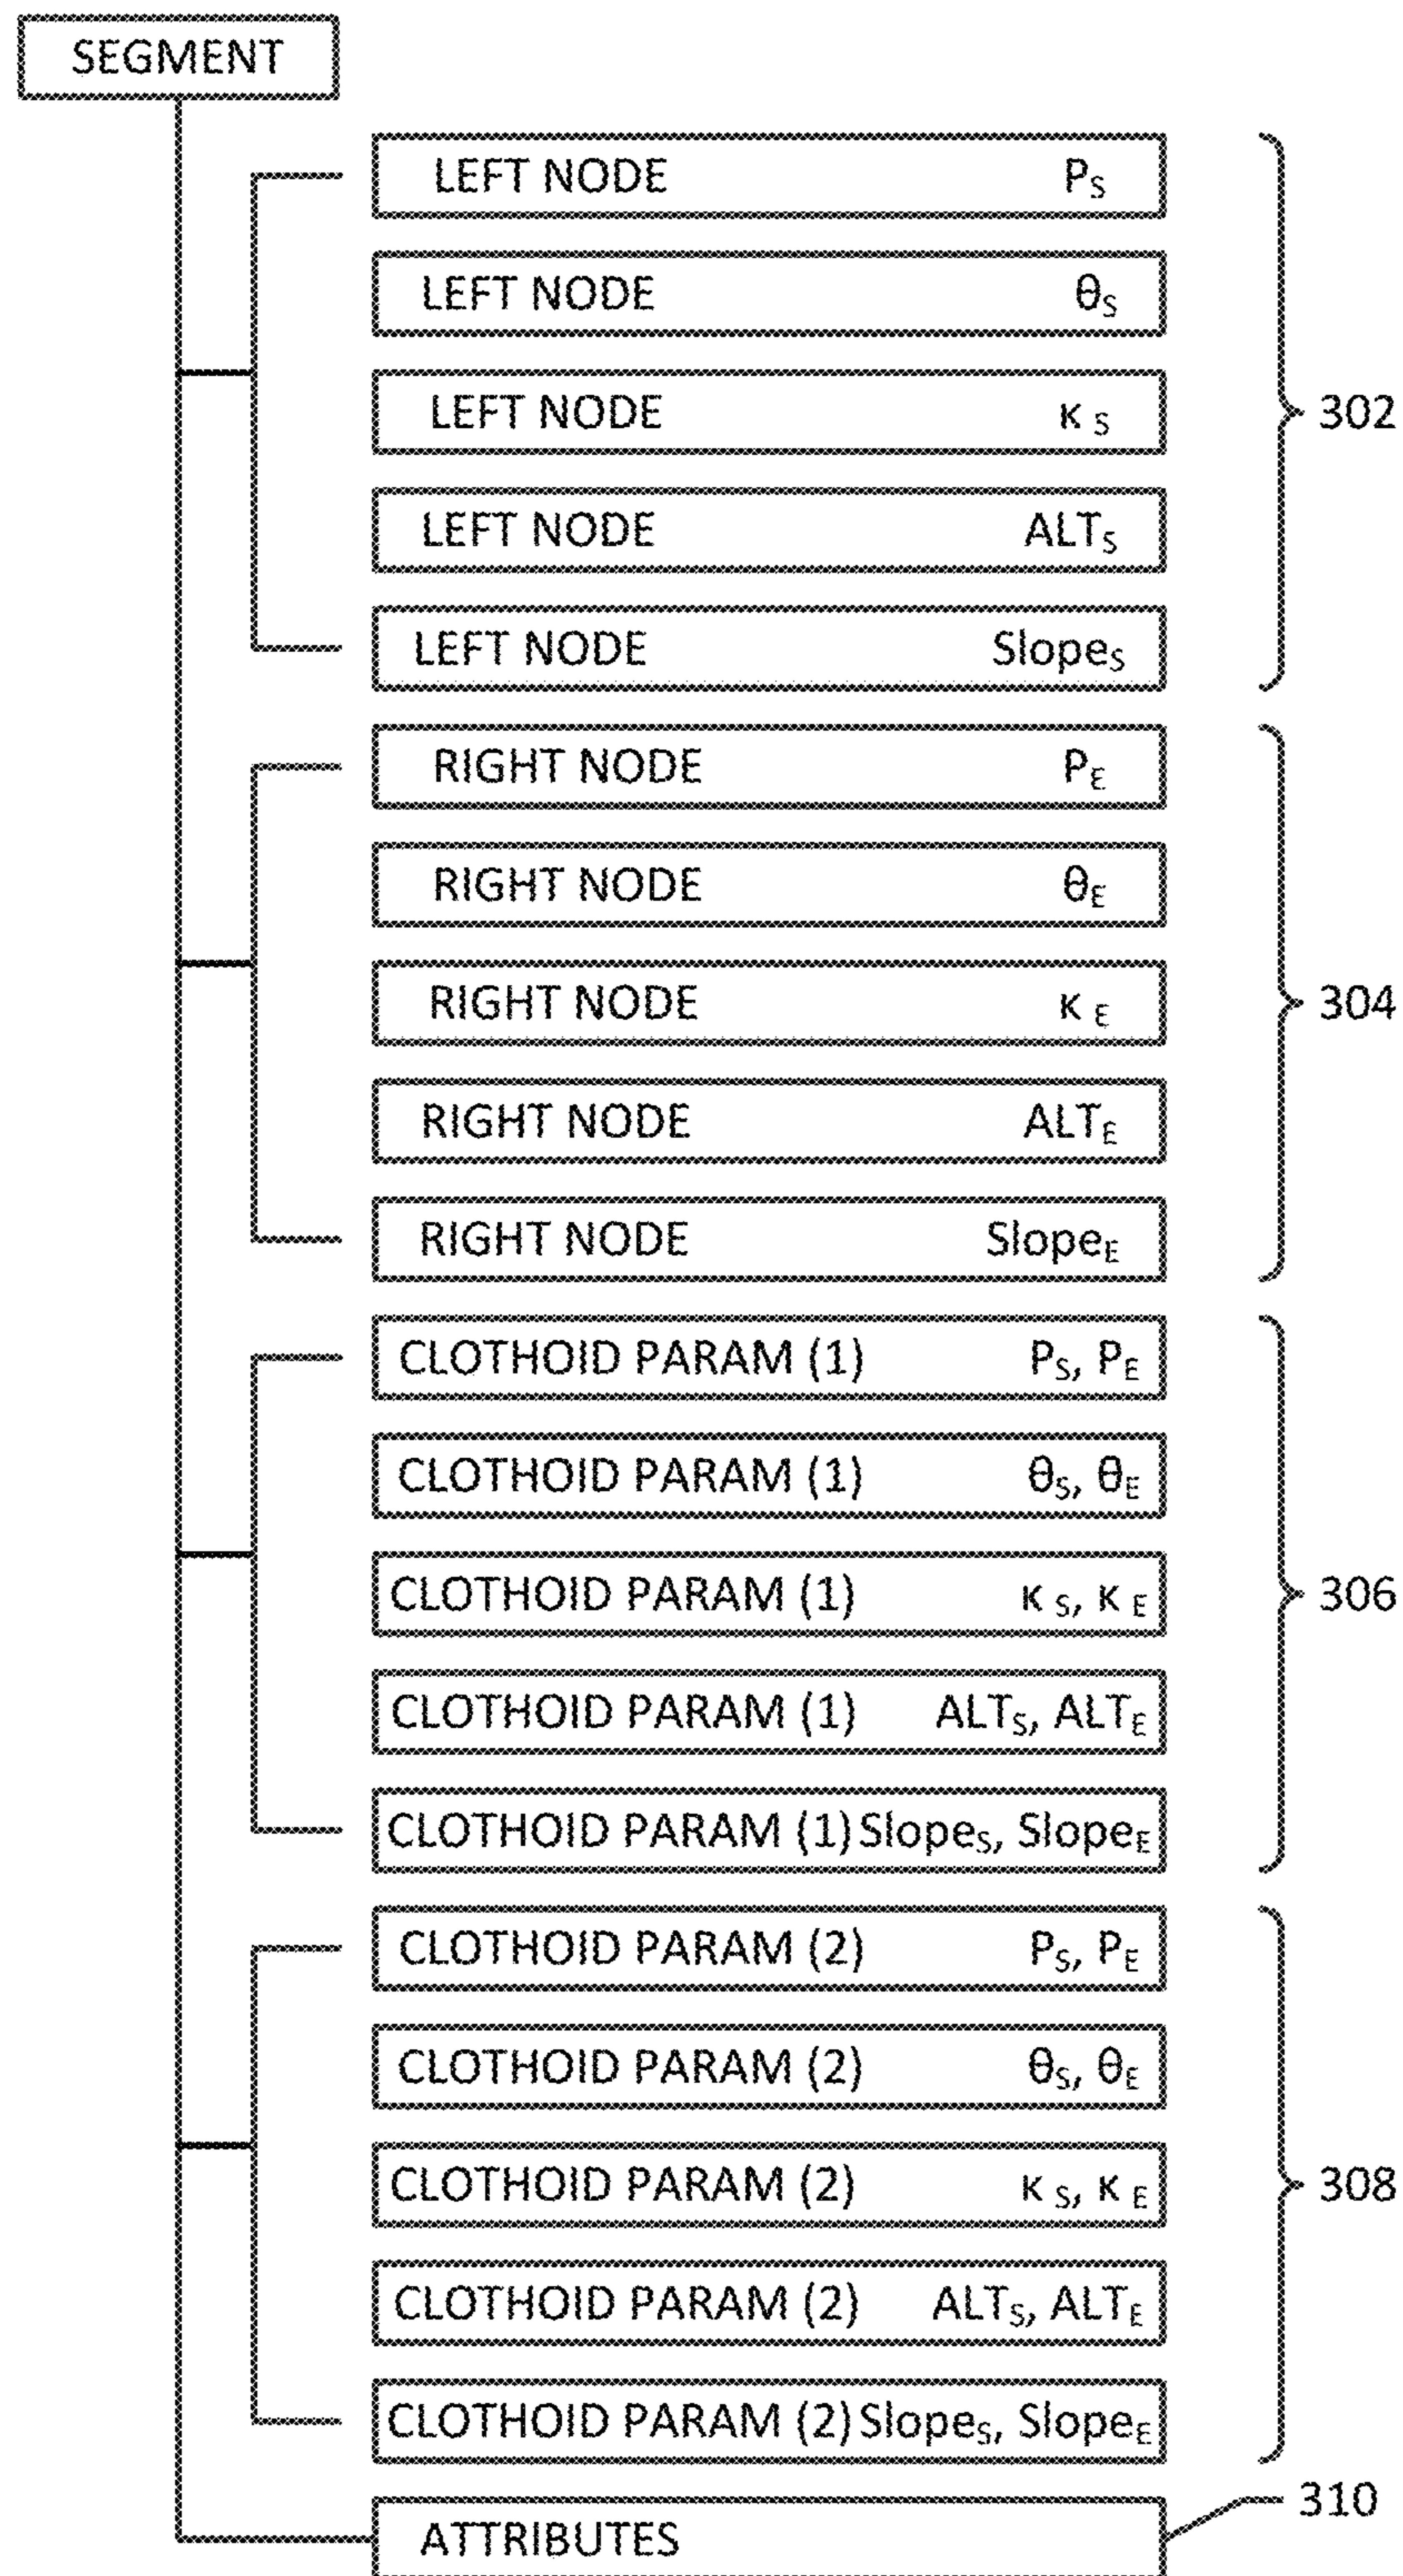 SEGMENT
LEFT NODE P_S
LEFT NODE θ_S
LEFT NODE κ_S
302
LEFT NODE ALT_S
LEFT NODE Slope_S
RIGHT NODE P_E
RIGHT NODE θ_E
RIGHT NODE κ_E
304
RIGHT NODE ALT_E
RIGHT NODE Slope_E
CLOTHOID PARAM (1) P_S, P_E
CLOTHOID PARAM (1) θ_S, θ_E
CLOTHOID PARAM (1) κ_S, κ_E
306
CLOTHOID PARAM (1) ALT_S, ALT_E
CLOTHOID PARAM (1) Slope_S, Slope_E
CLOTHOID PARAM (2) P_S, P_E
CLOTHOID PARAM (2) θ_S, θ_E
CLOTHOID PARAM (2) κ_S, κ_E
308
CLOTHOID PARAM (2) ALT_S, ALT_E
CLOTHOID PARAM (2) Slope_S, Slope_E
310
ATTRIBUTES